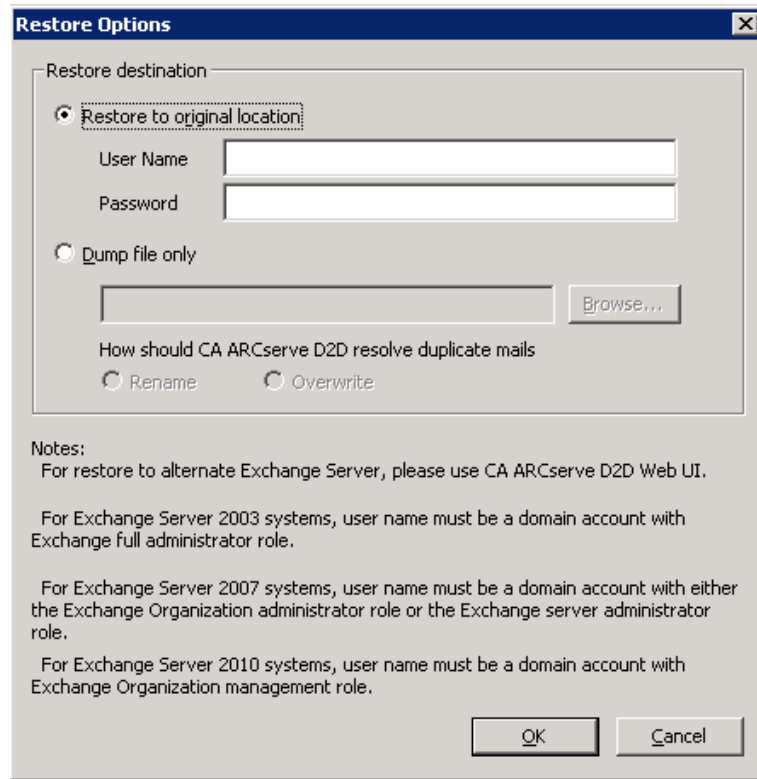 Restore Options
Restore destination
Restore to original location
User Name
Password
Dump file only
Browse...
How should CA ARCserve D2D resolve duplicate mails
Rename Overwrite
Notes:
For restore to alternate Exchange Server, please use CA ARCserve D2D Web UI.
For Exchange Server 2003 systems, user name must be a domain account with
Exchange full administrator role.
For Exchange Server 2007 systems, user name must be a domain account with either
the Exchange Organization administrator role or the Exchange server administrator
role.
For Exchange Server 2010 systems, user name must be a domain account with
Exchange Organization management role.
OK Cancel